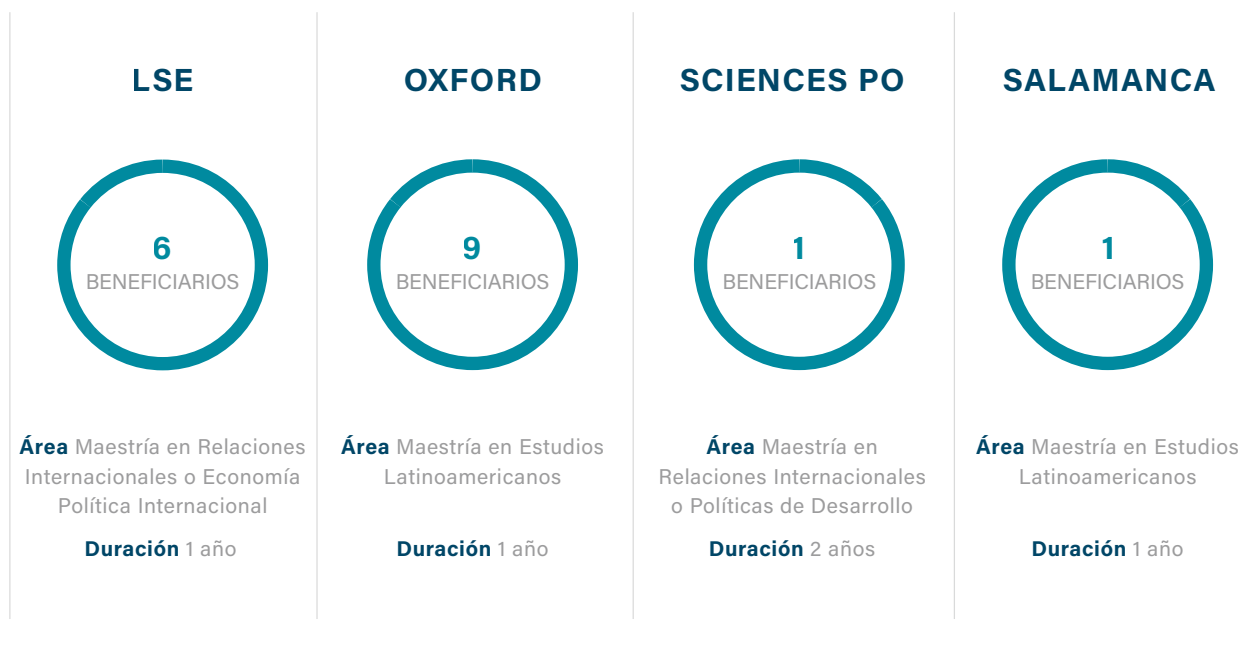 LSE
6
BENEFICIARIOS
Área Maestría en Relaciones
Internacionales o Economía
Política Internacional
Duración 1 año
OXFORD
9
BENEFICIARIOS
Área Maestría en Estudios
Latinoamericanos
Duración 1 año
SCIENCES PO
1
BENEFICIARIOS
Área Maestría en
Relaciones Internacionales
o Políticas de Desarrollo
Duración 2 años
SALAMANCA
1
BENEFICIARIOS
Área Maestría en Estudios
Latinoamericanos
Duración 1 año